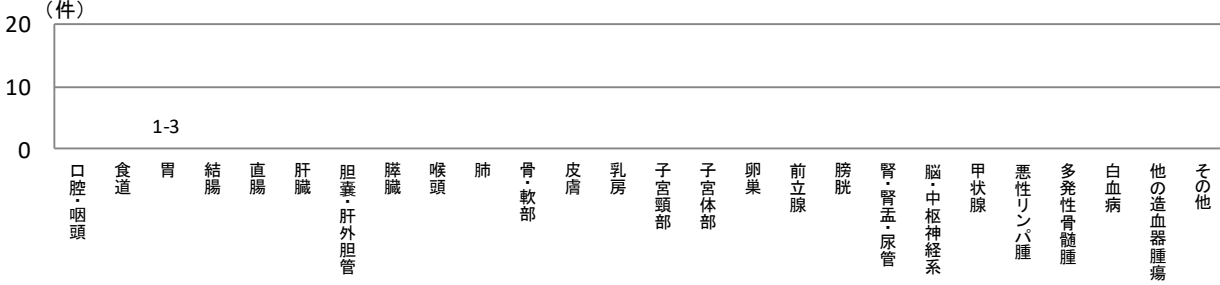 （件）
20
10
0
1-3
口腔・咽頭
食道
胃
結腸
直腸
肝臓
胆嚢・肝外胆管
膵臓
喉頭
肺
骨・軟部
皮膚
乳房
子宮頸部
子宮体部
卵巣
前立腺
膀胱
腎・腎盂・尿管
脳・中枢神経系
甲状腺
悪性リンパ腫
多発性骨髄腫
白血病
他の造血器腫瘍
その他